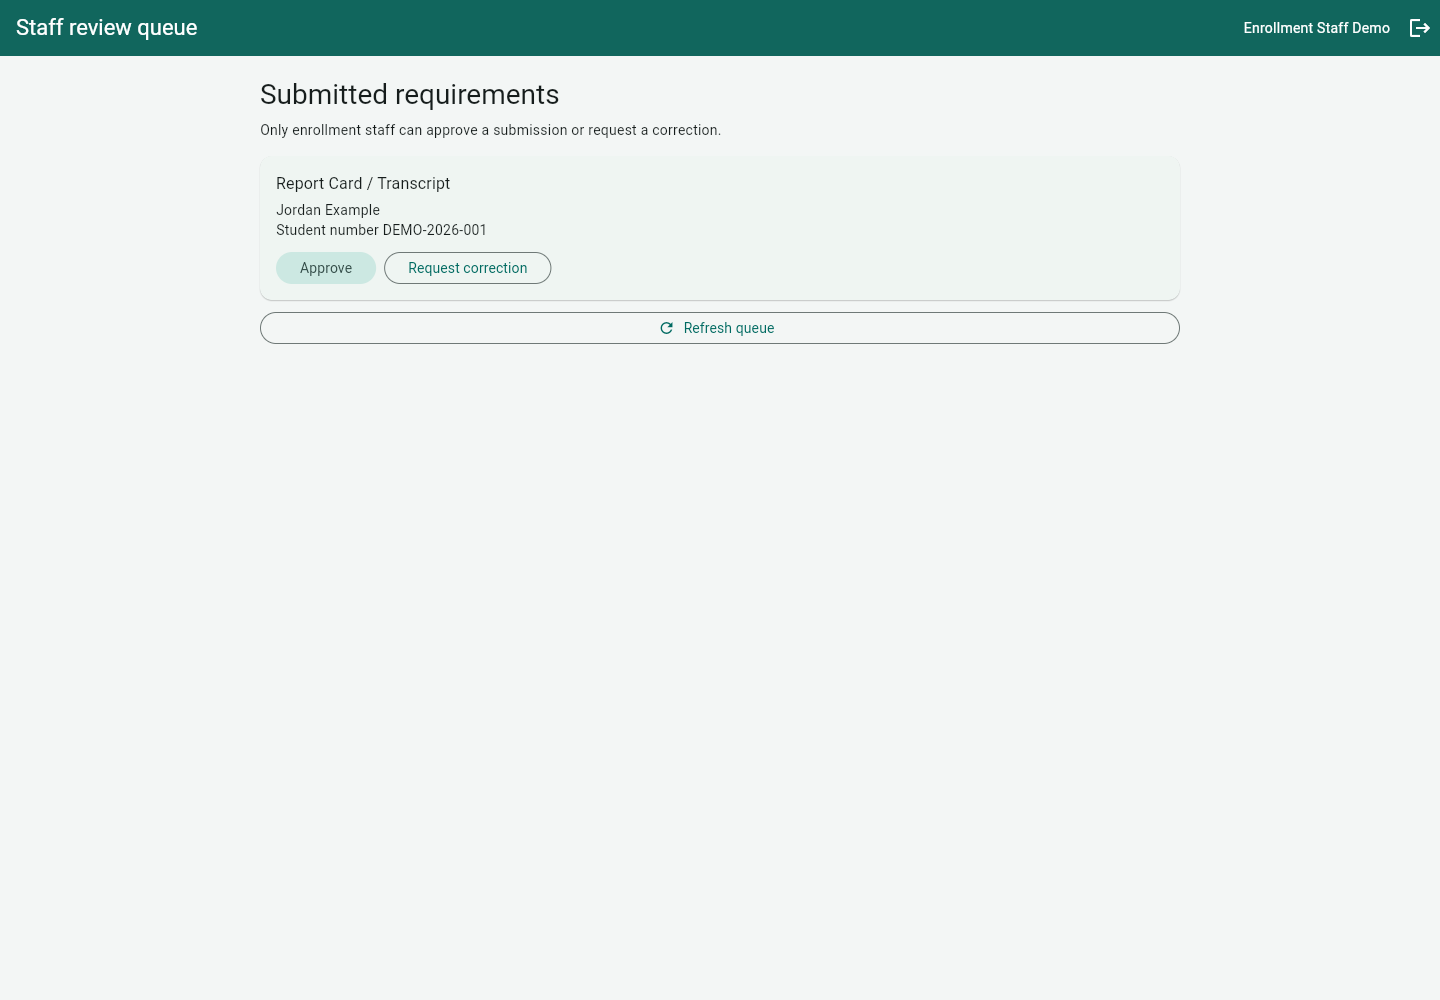 Staff review queue
Enrollment Staff Demo
Submitted requirements
Only enrollment staff can approve a submission or request a correction.
Report Card / Transcript
Jordan Example
Student number DEMO-2026-001
Approve
Request correction
Refresh queue